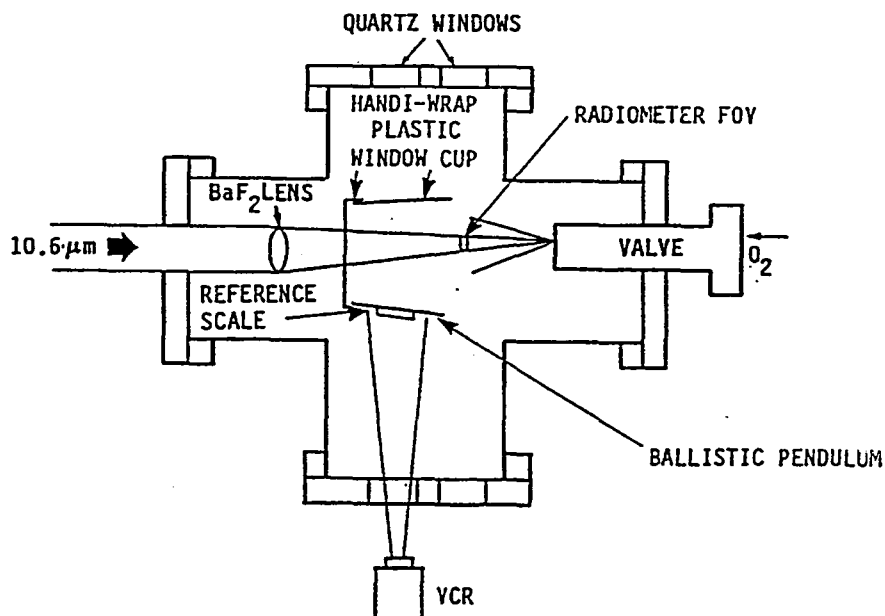 QUARTZ WINDOWS
HANDI-WRAP
PLASTIC
WINDOW CUP
RADIOMETER FOV
BaF2LENS
10.6·μm
VALVE
O2
REFERENCE
SCALE
BALLISTIC PENDULUM
VCR